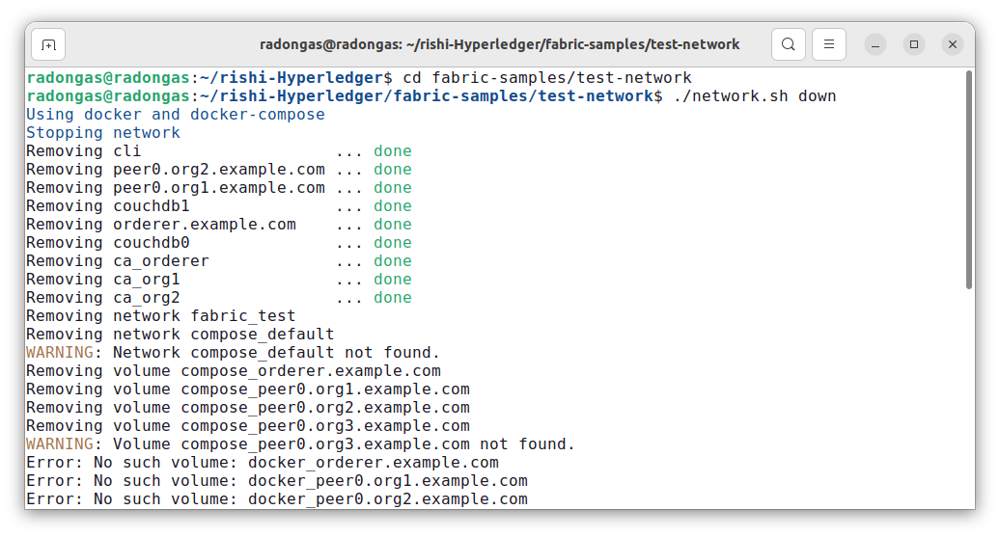 radongas@radongas: ~/rishi-Hyperledger/fabric-samples/test-network
radongas@radongas:~/rishi-Hyperledger$ cd fabric-samples/test-network
radongas@radongas:~/rishi-Hyperledger/fabric-samples/test-network$ ./network.sh down
Using docker and docker-compose
Stopping network
Removing cli                    ... done
Removing peer0.org2.example.com ... done
Removing peer0.org1.example.com ... done
Removing couchdb1               ... done
Removing orderer.example.com    ... done
Removing couchdb0               ... done
Removing ca_orderer             ... done
Removing ca_org1                ... done
Removing ca_org2                ... done
Removing network fabric_test
Removing network compose_default
WARNING: Network compose_default not found.
Removing volume compose_orderer.example.com
Removing volume compose_peer0.org1.example.com
Removing volume compose_peer0.org2.example.com
Removing volume compose_peer0.org3.example.com
WARNING: Volume compose_peer0.org3.example.com not found.
Error: No such volume: docker_orderer.example.com
Error: No such volume: docker_peer0.org1.example.com
Error: No such volume: docker_peer0.org2.example.com